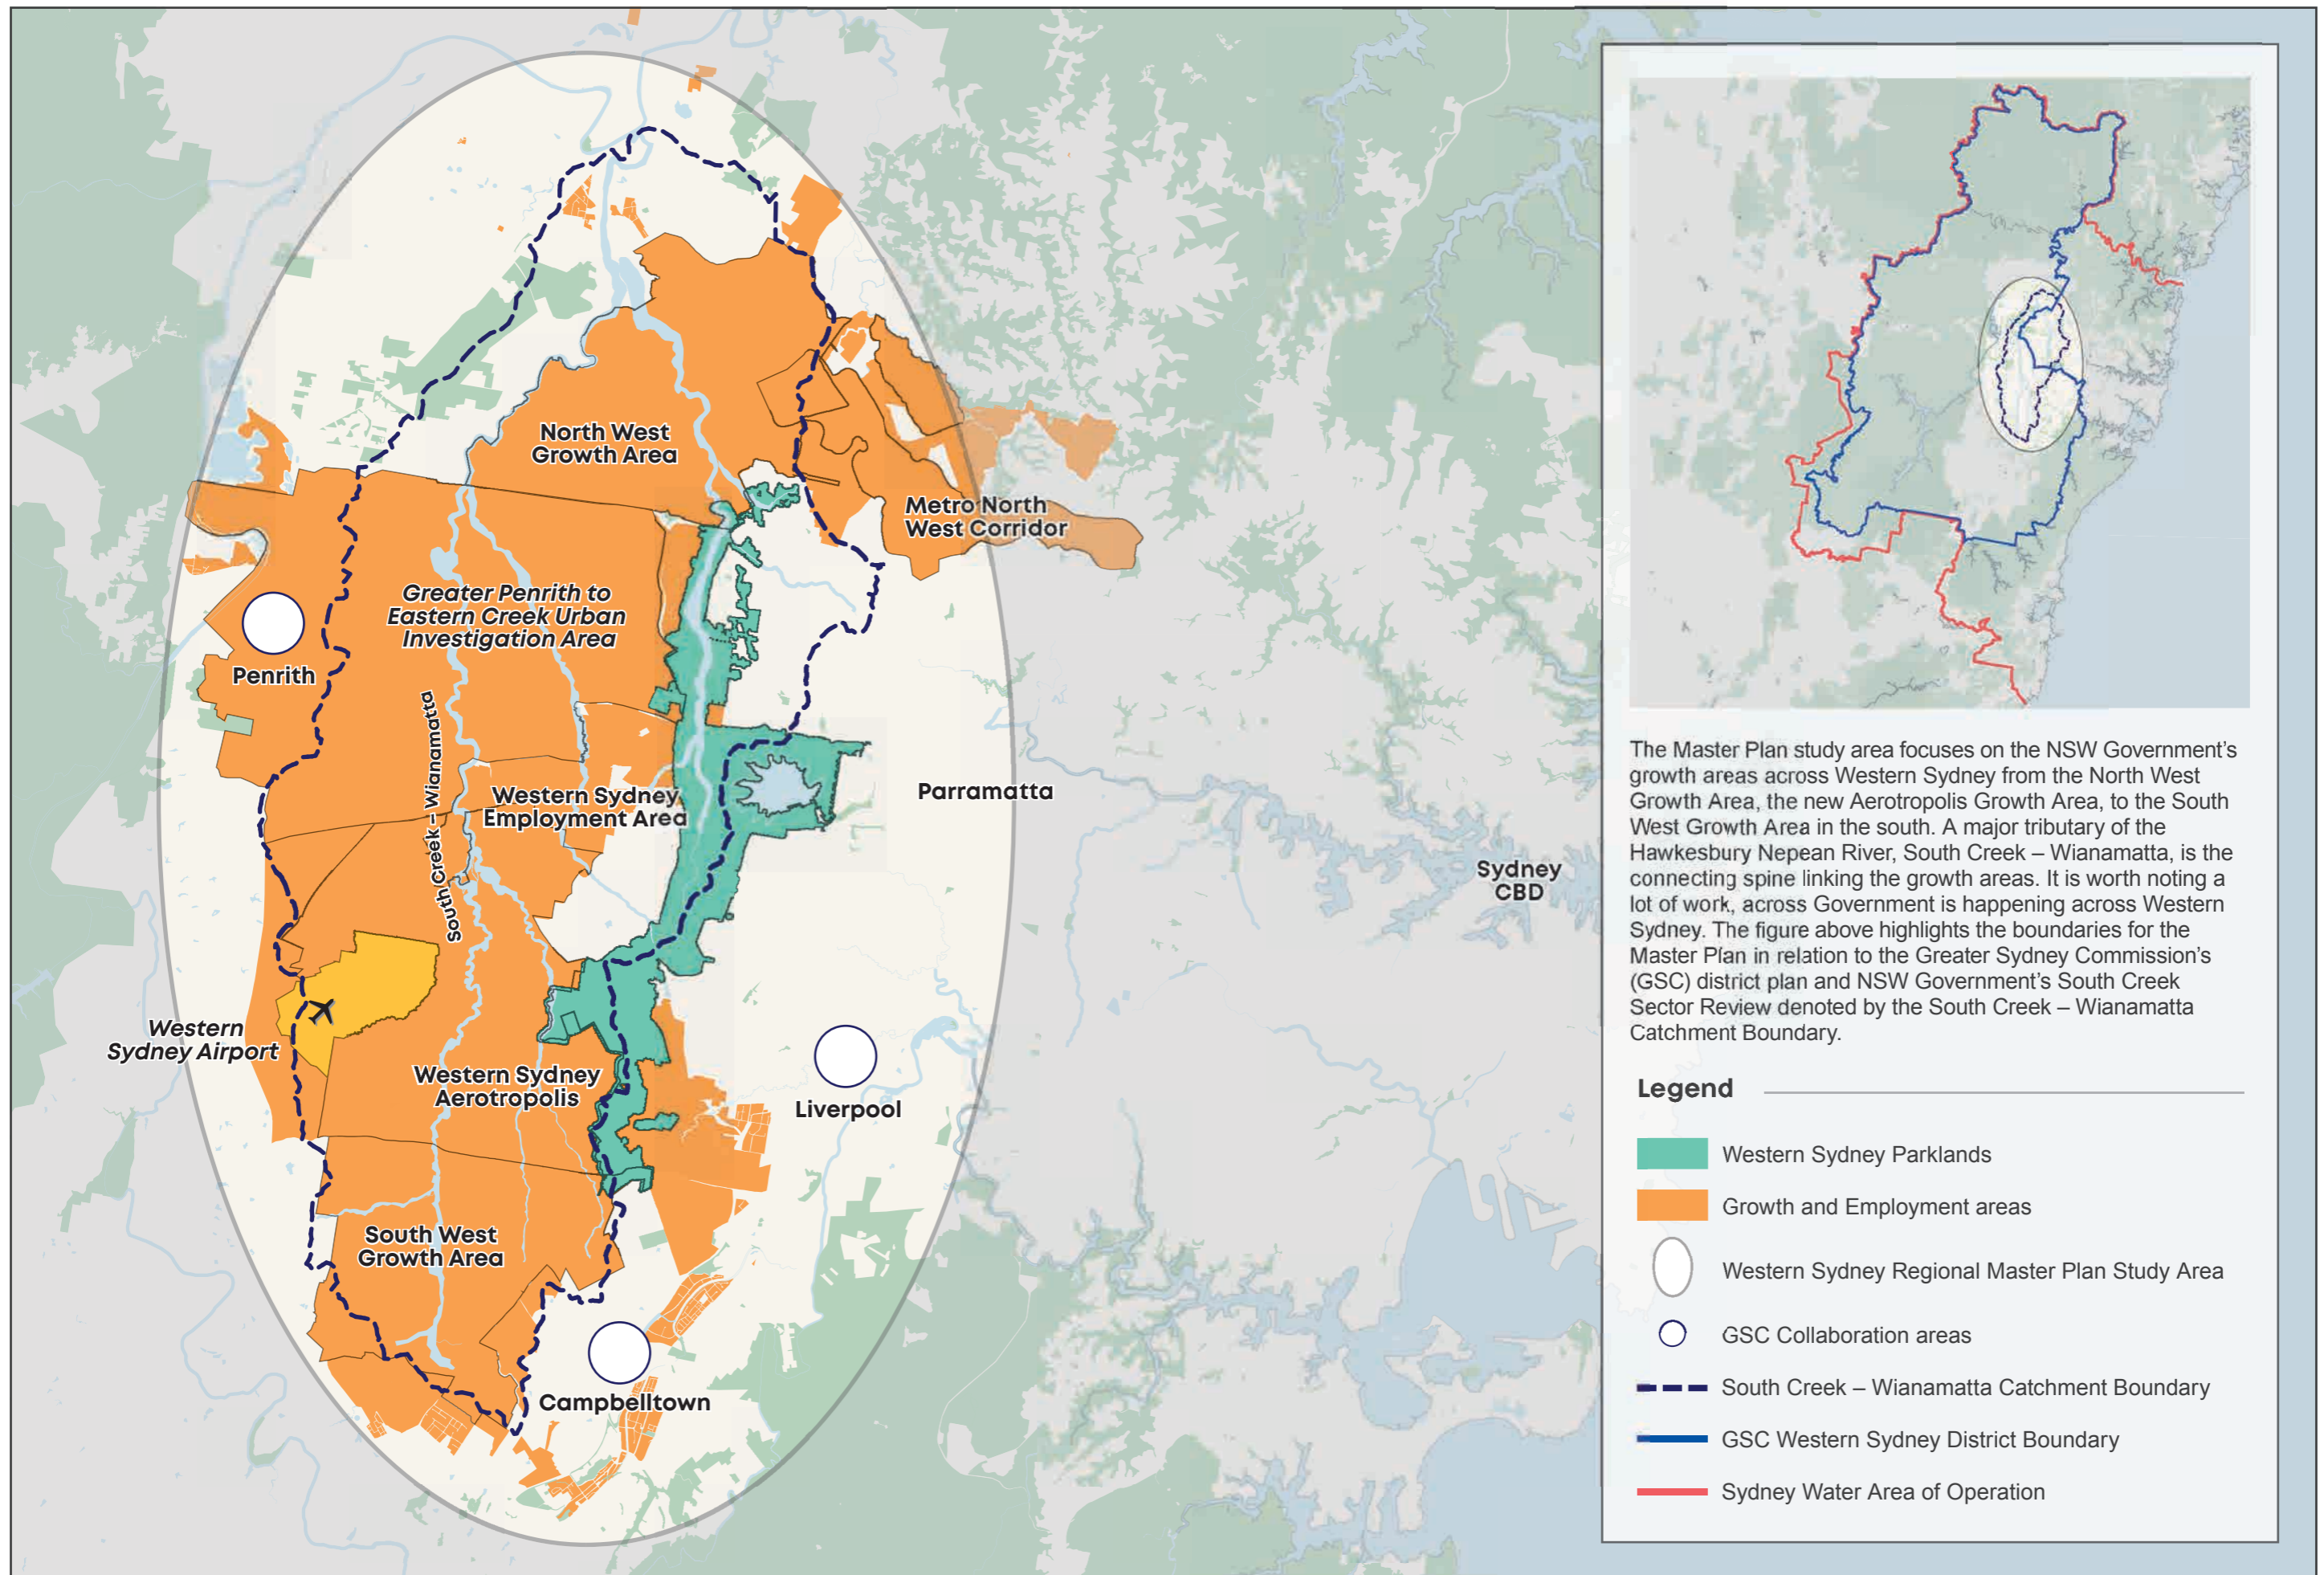 North West
Growth Area
Metro North
West Corridor
Greater Penrith to
Eastern Creek Urban
Investigation Area
Penrith
South Creek – Wianamatta
Western Sydney
Employment Area
Parramatta
Sydney
CBD
Western
Sydney Airport
Western Sydney
Aerotropolis
Liverpool
South West
Growth Area
Campbelltown
The Master Plan study area focuses on the NSW Government's
growth areas across Western Sydney from the North West
Growth Area, the new Aerotropolis Growth Area, to the South
West Growth Area in the south. A major tributary of the
Hawkesbury Nepean River, South Creek – Wianamatta, is the
connecting spine linking the growth areas. It is worth noting a
lot of work, across Government is happening across Western
Sydney. The figure above highlights the boundaries for the
Master Plan in relation to the Greater Sydney Commission's
(GSC) district plan and NSW Government's South Creek
Sector Review denoted by the South Creek – Wianamatta
Catchment Boundary.
Legend
Western Sydney Parklands
Growth and Employment areas
Western Sydney Regional Master Plan Study Area
GSC Collaboration areas
South Creek – Wianamatta Catchment Boundary
GSC Western Sydney District Boundary
Sydney Water Area of Operation